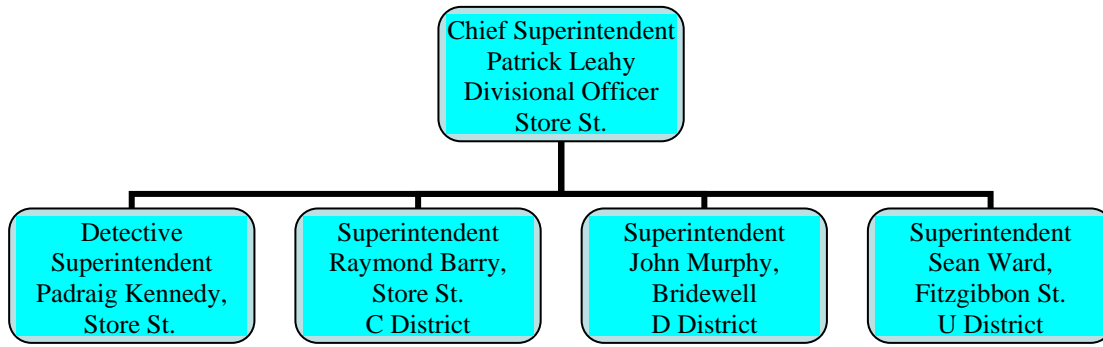 Chief Superintendent
Patrick Leahy
Divisional Officer
Store St.
Detective
Superintendent
Padraig Kennedy,
Store St.
Superintendent
Raymond Barry,
Store St.
C District
Superintendent
John Murphy,
Bridewell
D District
Superintendent
Sean Ward,
Fitzgibbon St.
U District